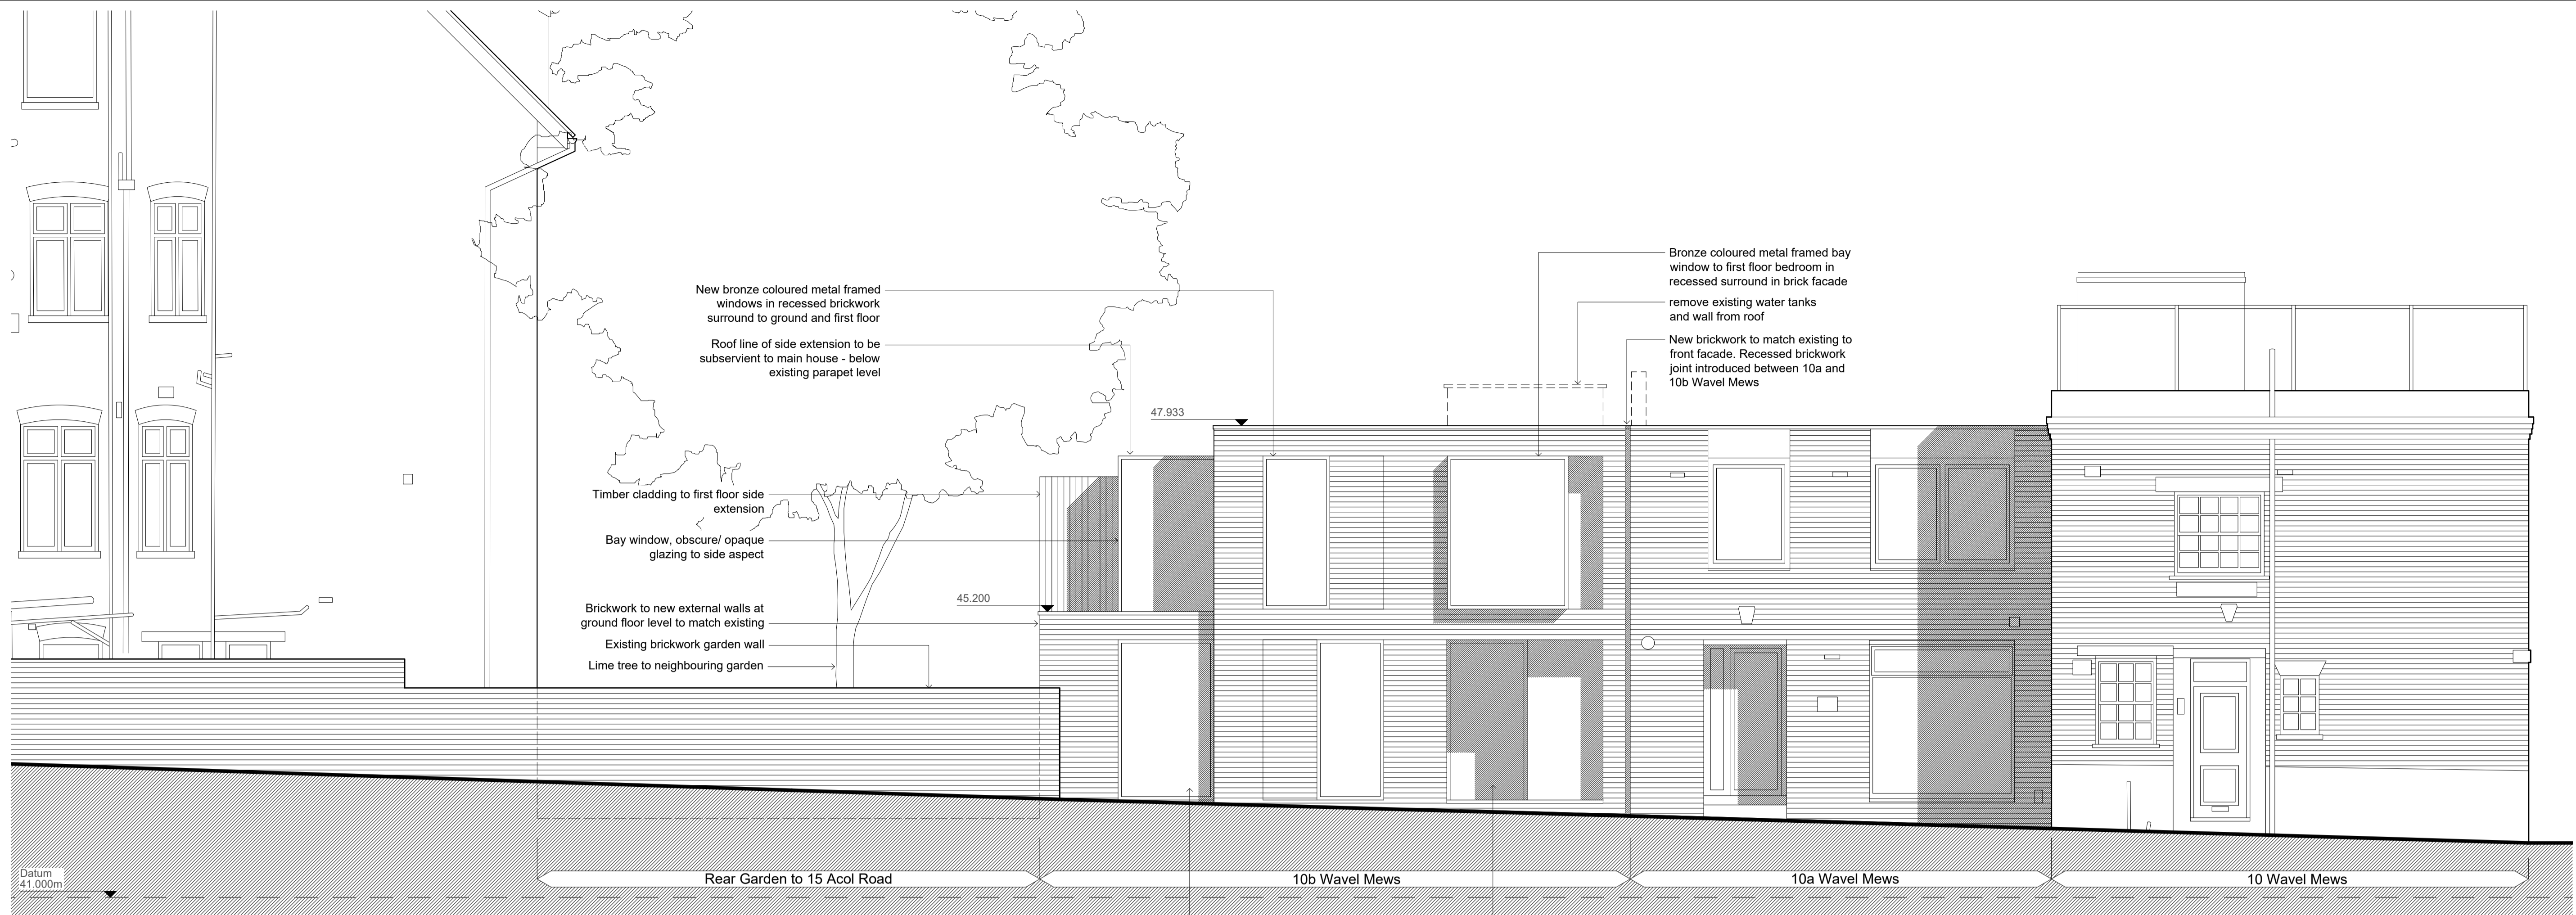 New bronze coloured metal framed
windows in recessed brickwork
surround to ground and first floor
Roof line of side extension to be
subservient to main house - below
existing parapet level
Timber cladding to first floor side
extension
Bay window, obscure/ opaque
glazing to side aspect
Brickwork to new external walls at
ground floor level to match existing
Existing brickwork garden wall
Lime tree to neighbouring garden
45.200
47.933
Bronze coloured metal framed bay
window to first floor bedroom in
recessed surround in brick facade
remove existing water tanks
and wall from roof
New brickwork to match existing to
front facade. Recessed brickwork
joint introduced between 10a and
10b Wavel Mews
Datum
41.000m
Rear Garden to 15 Acol Road
10b Wavel Mews
10a Wavel Mews
10 Wavel Mews